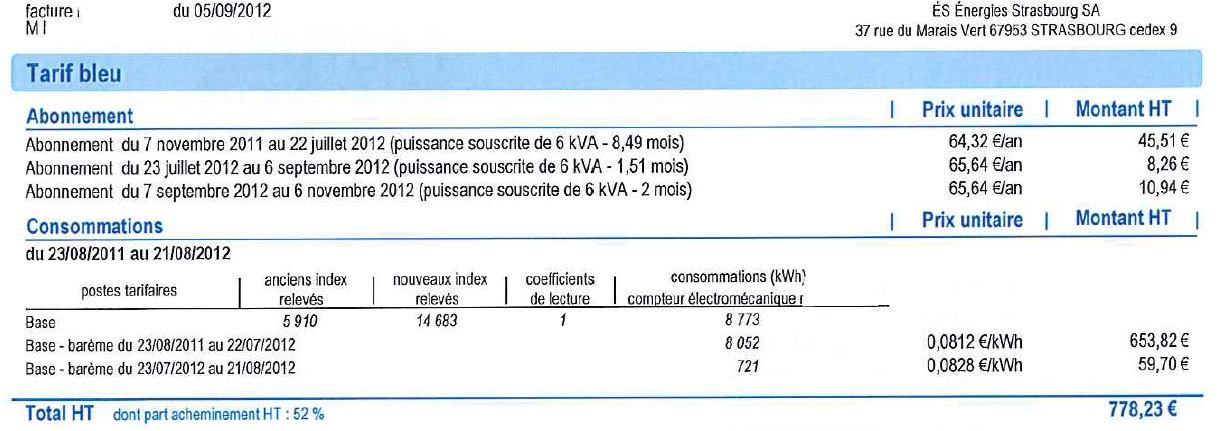 facture du 05/09/2012
ÉS Énergies Strasbourg SA
M
37 rue du Marais Vert 67953 STRASBOURG cedex 9
Tarif bleu
Abonnement | Prix unitaire | Montant HT |
Abonnement du 7 novembre 2011 au 22 juillet 2012 (puissance souscrite de 6 kVA - 8,49 mois) 64,32 €/an 45,51 €
Abonnement du 23 juillet 2012 au 6 septembre 2012 (puissance souscrite de 6 kVA - 1,51 mois) 65,64 €/an 8,26 €
Abonnement du 7 septembre 2012 au 6 novembre 2012 (puissance souscrite de 6 kVA - 2 mois) 65,64 €/an 10,94 €
Consommations | Prix unitaire | Montant HT |
du 23/08/2011 au 21/08/2012
postes tarifaires | anciens index relevés | nouveaux index relevés | coefficients de lecture | consommations (kWh) compteur électromécanique
Base 5 910 14 683 1 8 773
Base - barème du 23/08/2011 au 22/07/2012 8 052 0,0812 €/kWh 653,82 €
Base - barème du 23/07/2012 au 21/08/2012 721 0,0828 €/kWh 59,70 €
Total HT dont part acheminement HT : 52 % 778,23 €